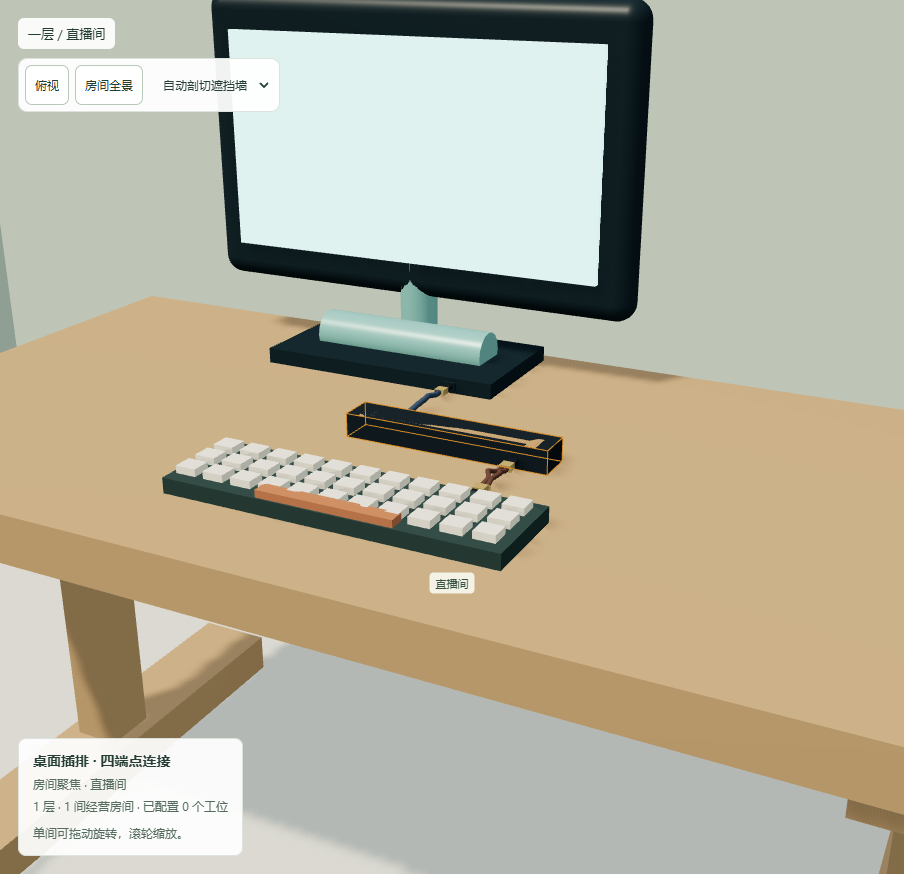 一层 / 直播间
俯视
房间全景
自动剖切遮挡墙
直播间
桌面插排 · 四端点连接
房间聚焦 · 直播间
1 层 · 1 间经营房间 · 已配置 0 个工位
单间可拖动旋转，滚轮缩放。